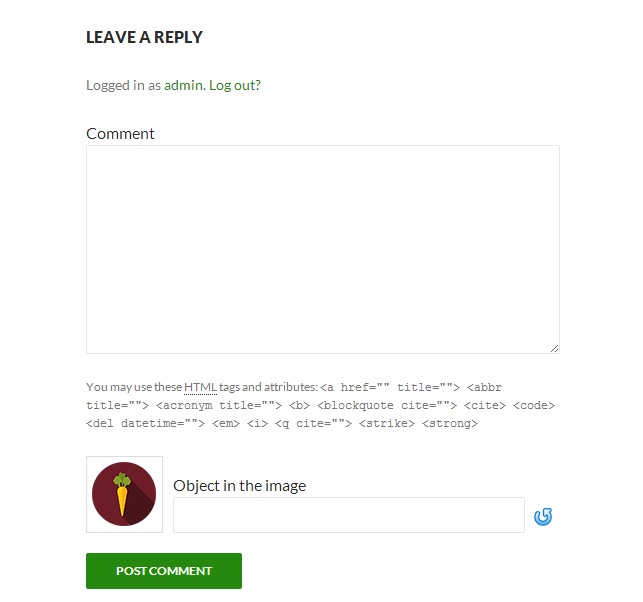 LEAVE A REPLY
Logged in as admin. Log out?
Comment
You may use these HTML tags and attributes: <a href="" title=""> <abbr
title=""> <acronym title=""> <b> <blockquote cite=""> <cite> <code>
<del datetime=""> <em> <i> <q cite=""> <strike> <strong>
Object in the image
POST COMMENT